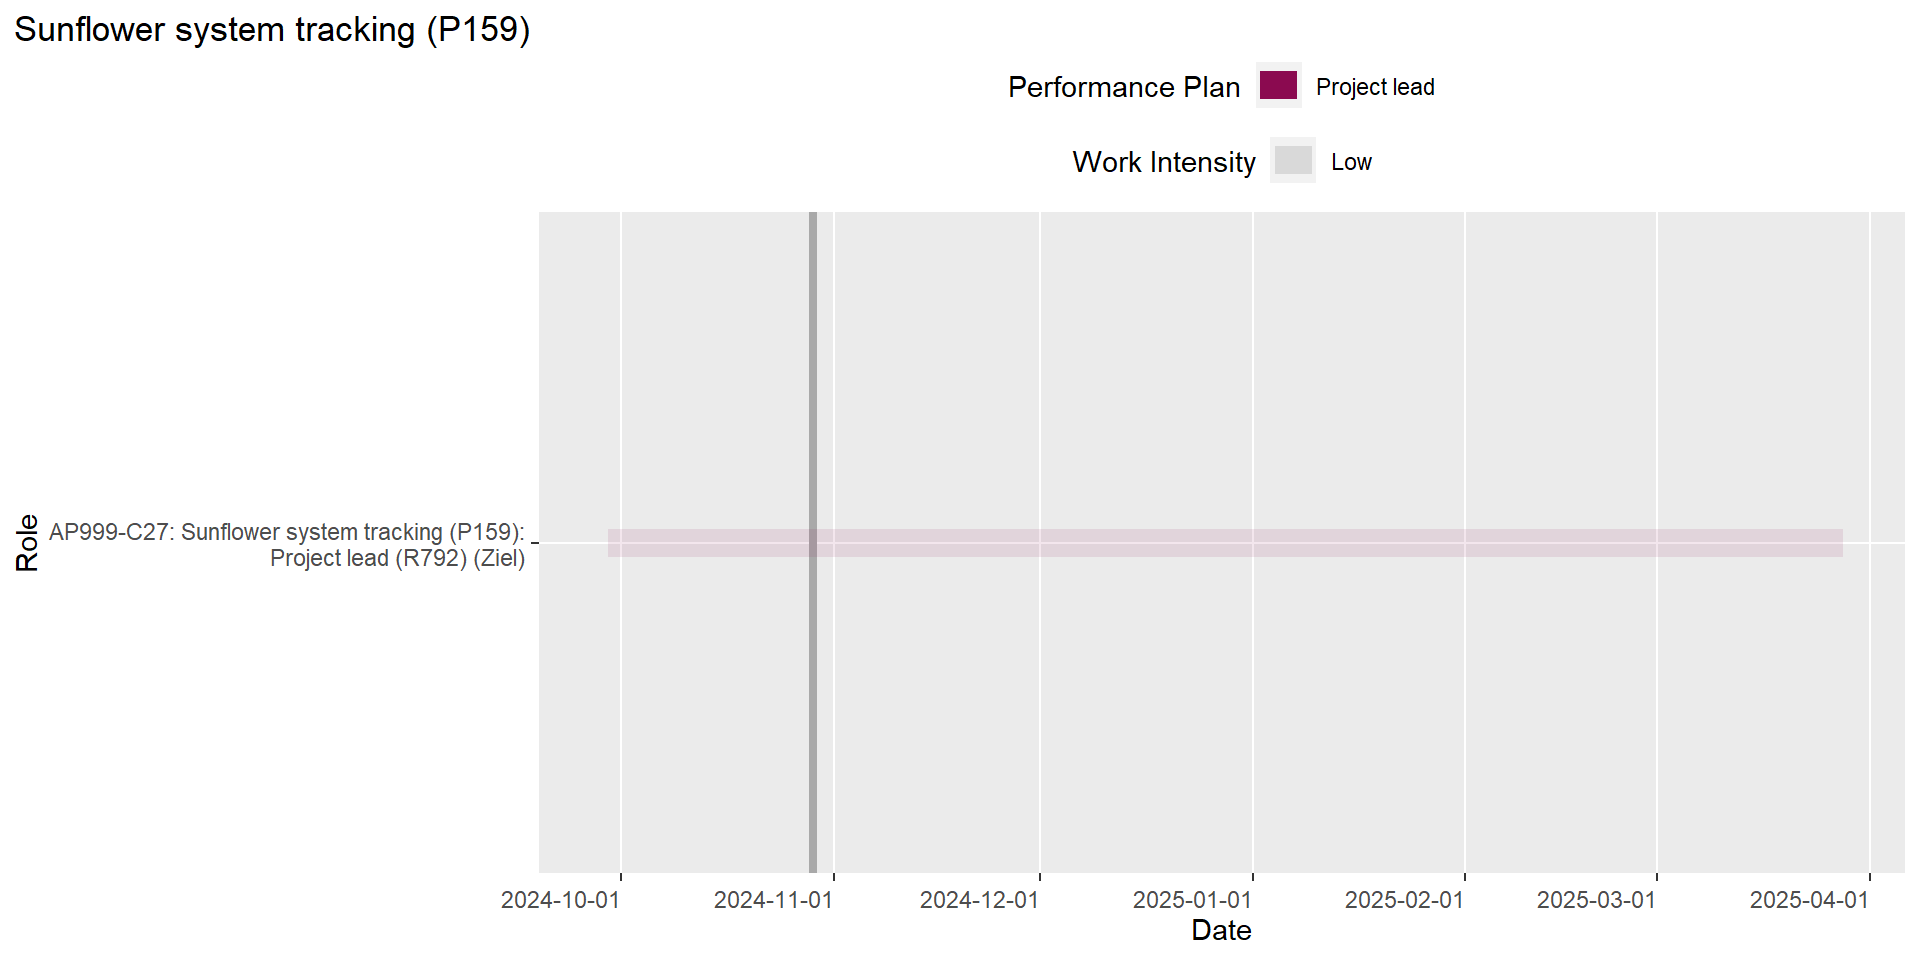 Sunflower system tracking (P159)
Performance Plan
Project lead
Work Intensity
Low
Role
AP999-C27: Sunflower system tracking (P159):
Project lead (R792) (Ziel)
2024-10-01
2024-11-01
2024-12-01
2025-01-01
2025-02-01
2025-03-01
2025-04-01
Date